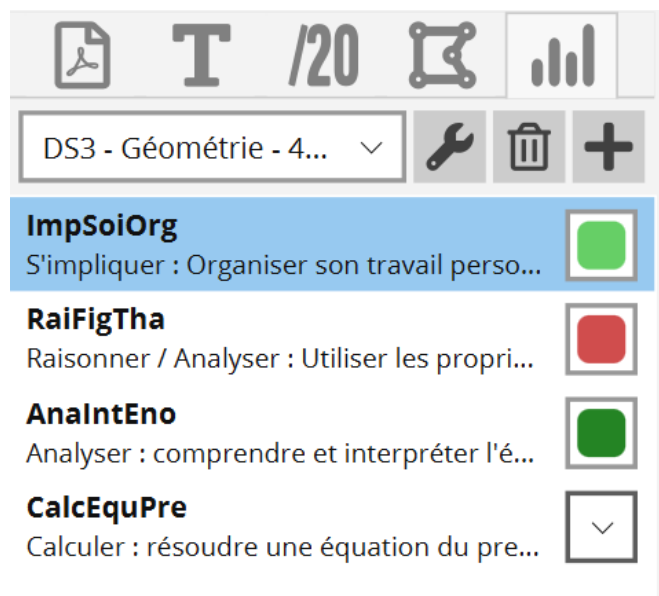 T /20
DS3 - Géométrie - 4...
ImpSoiOrg
S'impliquer : Organiser son travail perso...
RaiFigTha
Raisonner / Analyser : Utiliser les propri...
AnaIntEno
Analyser : comprendre et interpréter l'é...
CalcEquPre
Calculer : résoudre une équation du pre...